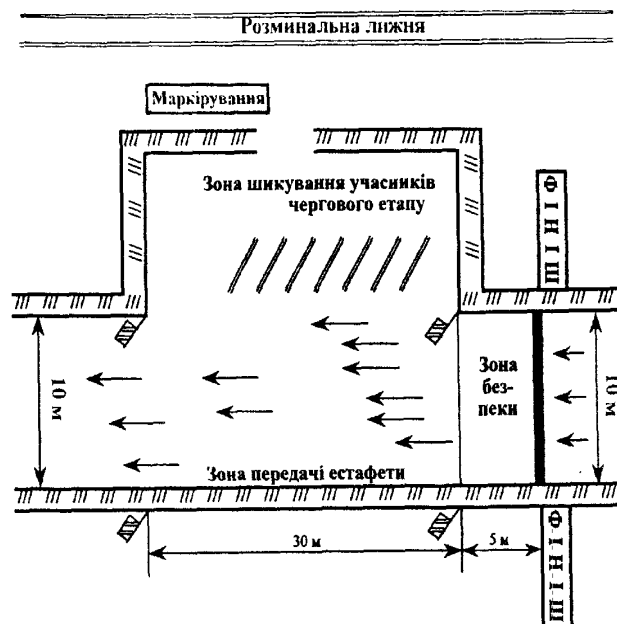 Розминальна лижня
Маркірування
Зона шикування учасників
чергового етапу
ФІНІШ
10 м
Зона
без-
пеки
10 м
Зона передачі естафети
30 м
5 м
ФІНІШ